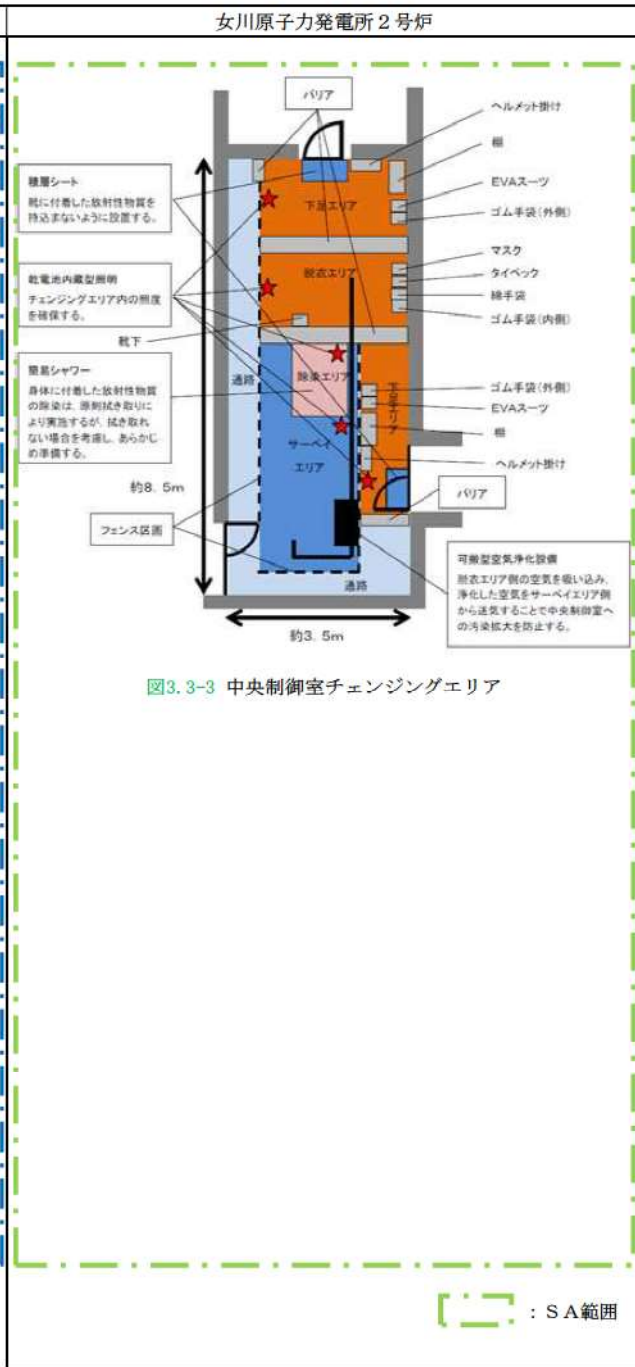 女川原子力発電所2号炉
バリア
ヘルメット掛け
棚
EVAスーツ
ゴム手袋(外側)
積層シート
靴に付着した放射性物質を
持込まないように設置する。
下足エリア
マスク
タイベック
綿手袋
ゴム手袋(内側)
乾電池内蔵型照明
チェンジングエリア内の照度
を確保する。
脱衣エリア
靴下
簡易シャワー
身体に付着した放射性物質
の除染は、原則拭き取りに
より実施するが、拭き取れ
ない場合を考慮し、あらかじ
め準備する。
通路
除染エリア
下足エリア
ゴム手袋(外側)
EVAスーツ
棚
サーベイ
エリア
ヘルメット掛け
バリア
約8.5m
フェンス区画
可搬型空気浄化設備
脱衣エリア側の空気を吸い込み、
浄化した空気をサーベイエリア側
から送気することで中央制御室へ
の汚染拡大を防止する。
通路
約3.5m
図3.3-3 中央制御室チェンジングエリア
：SA範囲